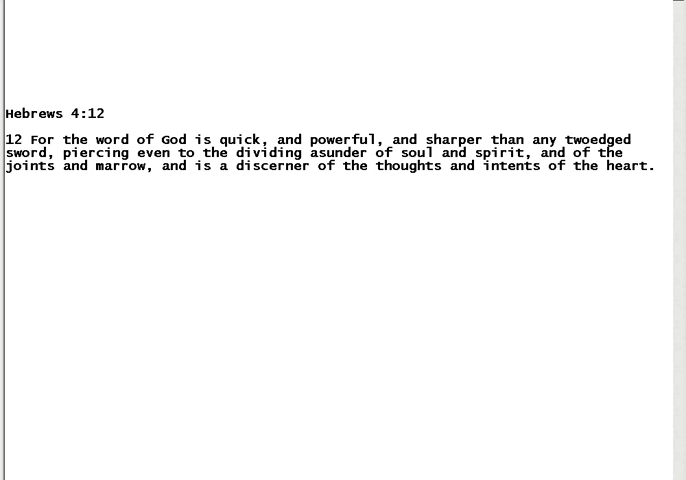 Hebrews 4:12
12 For the word of God is quick, and powerful, and sharper than any twoedged
sword, piercing even to the dividing asunder of soul and spirit, and of the
joints and marrow, and is a discerner of the thoughts and intents of the heart.